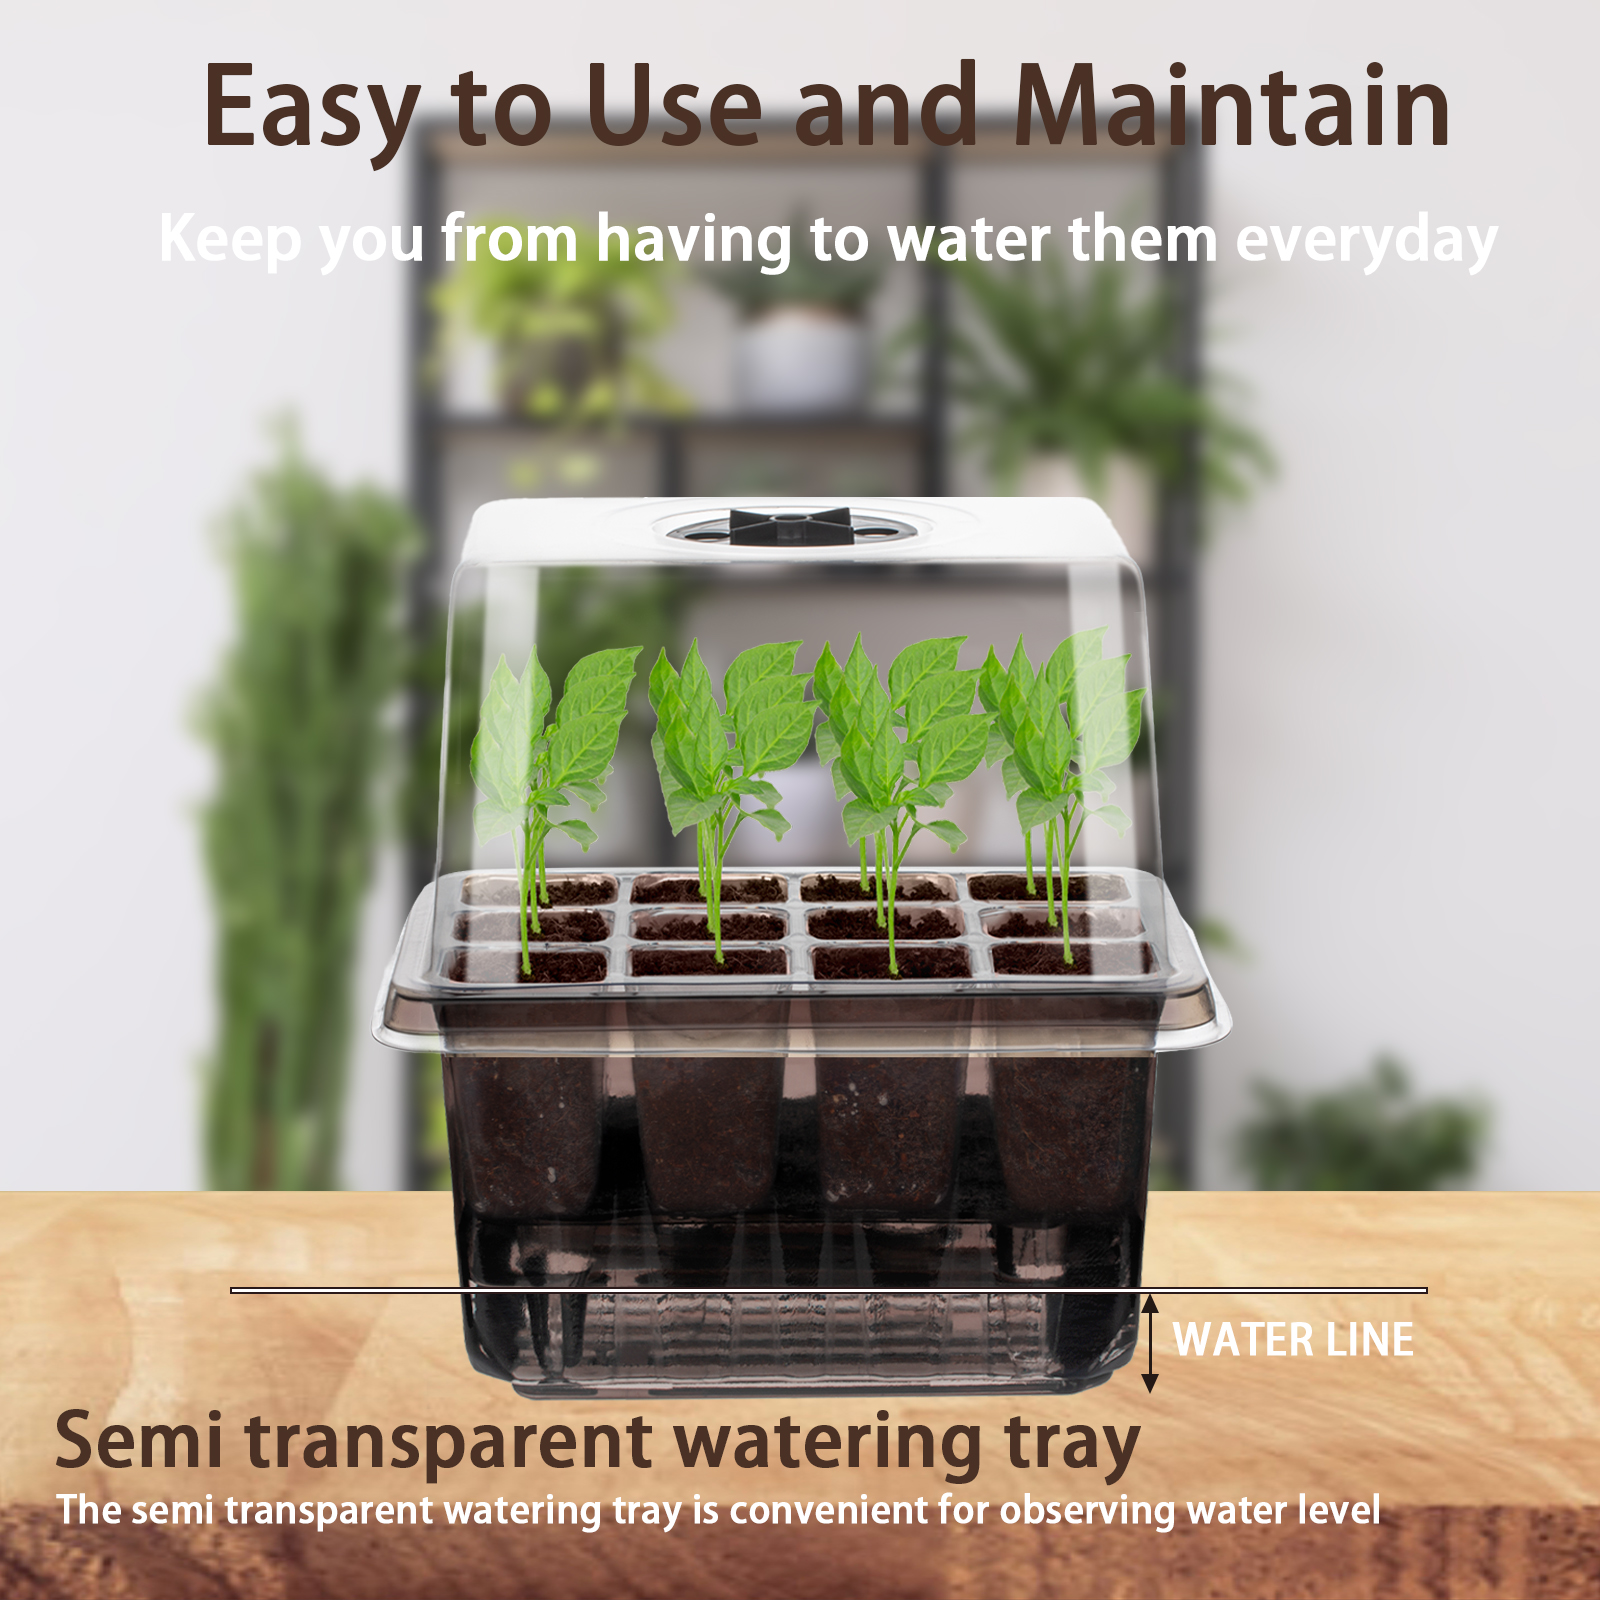 Easy to Use and Maintain
Keep you from having to water them everyday
WATER LINE
Semi transparent watering tray
The semi transparent watering tray is convenient for observing water level